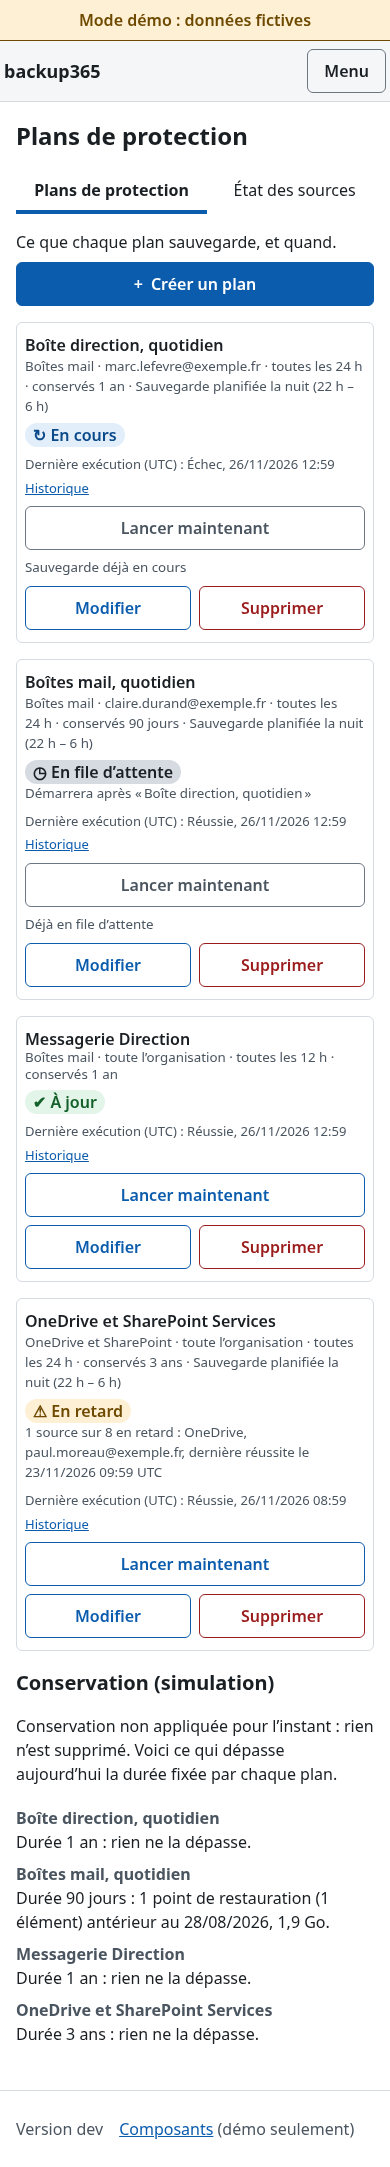 Mode démo : données fictives
backup365
Menu
Plans de protection
Plans de protection
État des sources
Ce que chaque plan sauvegarde, et quand.
+ Créer un plan
Boîte direction, quotidien
Boîtes mail · marc.lefevre@exemple.fr · toutes les 24 h
· conservés 1 an · Sauvegarde planifiée la nuit (22 h –
6 h)
↻ En cours
Dernière exécution (UTC) : Échec, 26/11/2026 12:59
Historique
Lancer maintenant
Sauvegarde déjà en cours
Modifier
Supprimer
Boîtes mail, quotidien
Boîtes mail · claire.durand@exemple.fr · toutes les
24 h · conservés 90 jours · Sauvegarde planifiée la nuit
(22 h – 6 h)
◷ En file d’attente
Démarrera après « Boîte direction, quotidien »
Dernière exécution (UTC) : Réussie, 26/11/2026 12:59
Historique
Lancer maintenant
Déjà en file d’attente
Modifier
Supprimer
Messagerie Direction
Boîtes mail · toute l’organisation · toutes les 12 h ·
conservés 1 an
✔ À jour
Dernière exécution (UTC) : Réussie, 26/11/2026 12:59
Historique
Lancer maintenant
Modifier
Supprimer
OneDrive et SharePoint Services
OneDrive et SharePoint · toute l’organisation · toutes
les 24 h · conservés 3 ans · Sauvegarde planifiée la
nuit (22 h – 6 h)
⚠ En retard
1 source sur 8 en retard : OneDrive,
paul.moreau@exemple.fr, dernière réussite le
23/11/2026 09:59 UTC
Dernière exécution (UTC) : Réussie, 26/11/2026 08:59
Historique
Lancer maintenant
Modifier
Supprimer
Conservation (simulation)
Conservation non appliquée pour l’instant : rien
n’est supprimé. Voici ce qui dépasse
aujourd’hui la durée fixée par chaque plan.
Boîte direction, quotidien
Durée 1 an : rien ne la dépasse.
Boîtes mail, quotidien
Durée 90 jours : 1 point de restauration (1
élément) antérieur au 28/08/2026, 1,9 Go.
Messagerie Direction
Durée 1 an : rien ne la dépasse.
OneDrive et SharePoint Services
Durée 3 ans : rien ne la dépasse.
Version dev Composants (démo seulement)